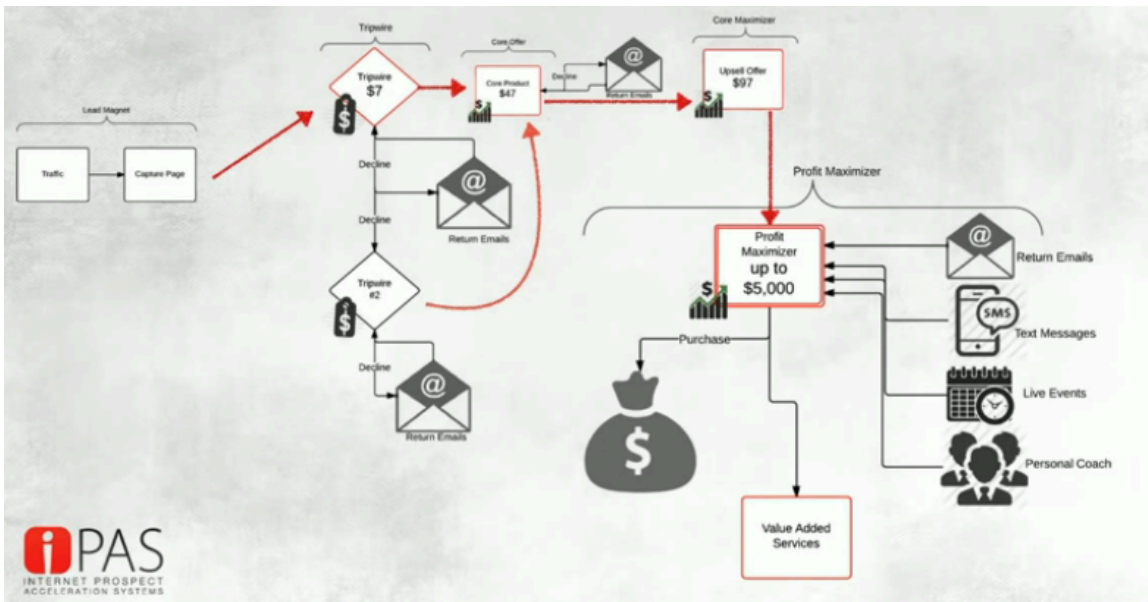 Lead Magnet
Traffic
Capture Page
Tripwire
Tripwire
$7
Decline
Return Emails
Decline
Tripwire
#2
Decline
Return Emails
Core Offer
Core Product
$47
Decline
Return Emails
Core Maximizer
Upsell Offer
$97
Profit Maximizer
Profit
Maximizer
up to
$5,000
Return Emails
SMS
Text Messages
Live Events
Personal Coach
Purchase
Value Added
Services
iPAS
INTERNET PROSPECT
ACCELERATION SYSTEMS